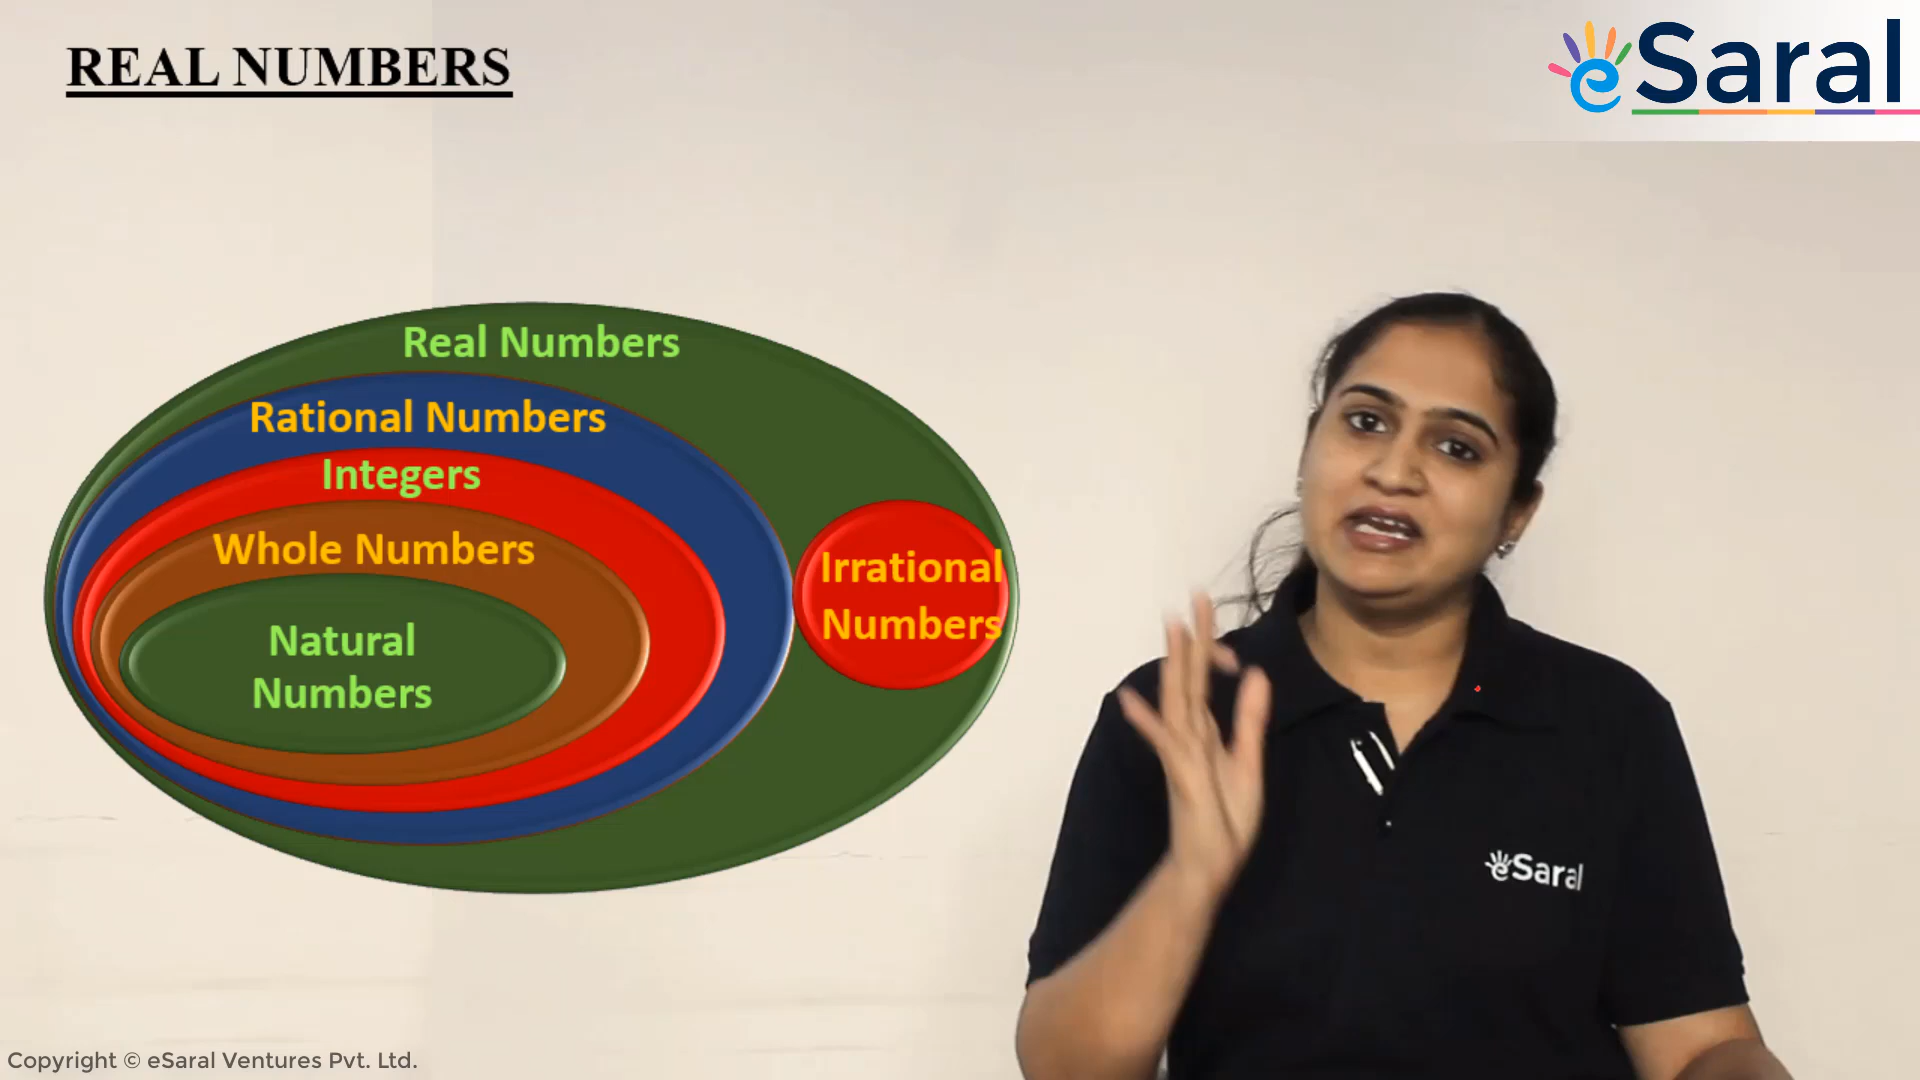 REAL NUMBERS
eSaral
Real Numbers
Rational Numbers
Integers
Whole Numbers
Natural
Numbers
Irrational
Numbers
eSaral
Copyright © eSaral Ventures Pvt. Ltd.